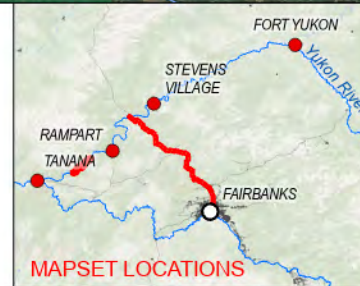 FORT YUKON
Yukon River
STEVENS
VILLAGE
RAMPART
TANANA
FAIRBANKS
MAPSET LOCATIONS